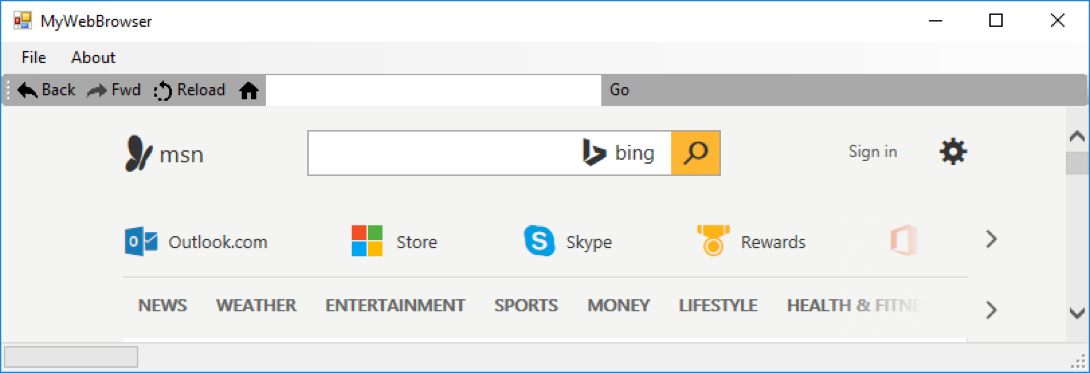 MyWebBrowser
File About
Back Fwd Reload Go
msn bing Sign in
Outlook.com Store Skype Rewards
NEWS WEATHER ENTERTAINMENT SPORTS MONEY LIFESTYLE HEALTH & FITNE